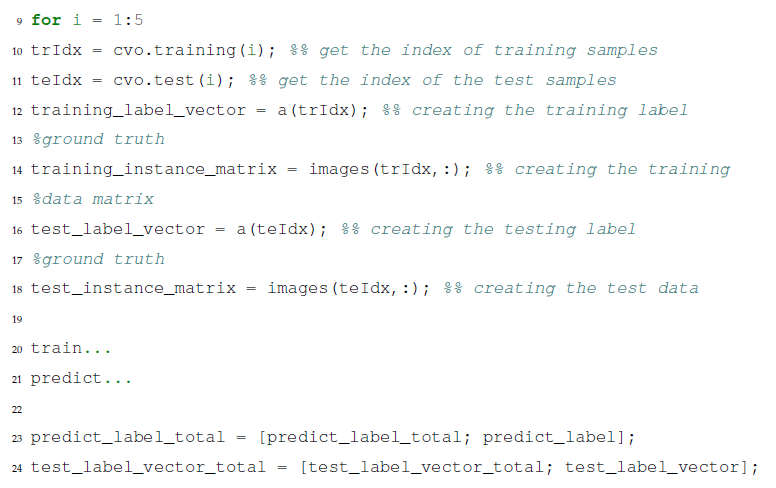 9 for i = 1:5
10 trIdx = cvo.training(i); %% get the index of training samples
11 teIdx = cvo.test(i); %% get the index of the test samples
12 training_label_vector = a(trIdx); %% creating the training label
13 %ground truth
14 training_instance_matrix = images(trIdx,:); %% creating the training
15 %data matrix
16 test_label_vector = a(teIdx); %% creating the testing label
17 %ground truth
18 test_instance_matrix = images(teIdx,:); %% creating the test data
19
20 train...
21 predict...
22
23 predict_label_total = [predict_label_total; predict_label];
24 test_label_vector_total = [test_label_vector_total; test_label_vector];